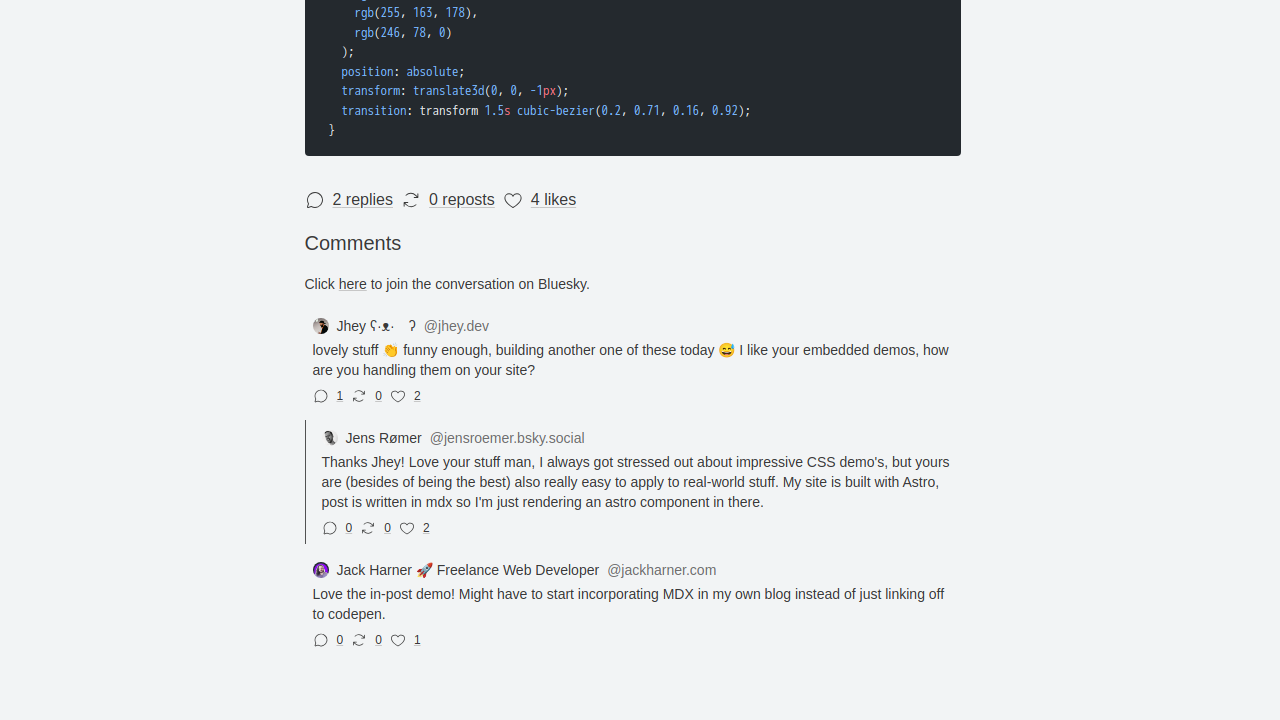 rgb(255, 163, 178),
rgb(246, 78, 0)
);
position: absolute;
transform: translate3d(0, 0, -1px);
transition: transform 1.5s cubic-bezier(0.2, 0.71, 0.16, 0.92);
}
2 replies 0 reposts 4 likes
Comments
Click here to join the conversation on Bluesky.
Jhey ʕ·ᴥ· ʔ @jhey.dev
lovely stuff 👏 funny enough, building another one of these today 😅 I like your embedded demos, how
are you handling them on your site?
1 0 2
Jens Rømer @jensroemer.bsky.social
Thanks Jhey! Love your stuff man, I always got stressed out about impressive CSS demo's, but yours
are (besides of being the best) also really easy to apply to real-world stuff. My site is built with Astro,
post is written in mdx so I'm just rendering an astro component in there.
0 0 2
Jack Harner 🚀 Freelance Web Developer @jackharner.com
Love the in-post demo! Might have to start incorporating MDX in my own blog instead of just linking off
to codepen.
0 0 1